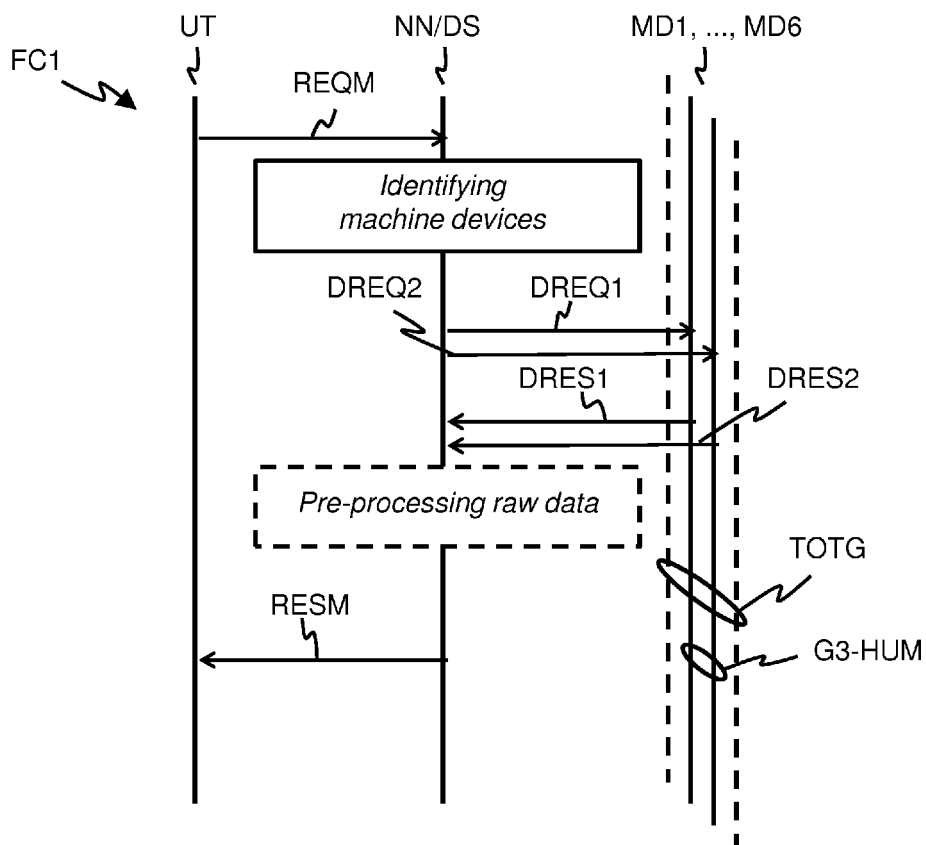 UT
NN/DS
MD1, ..., MD6
FC1
REQM
Identifying
machine devices
DREQ2
DREQ1
DRES1
DRES2
Pre-processing raw data
TOTG
RESM
G3-HUM